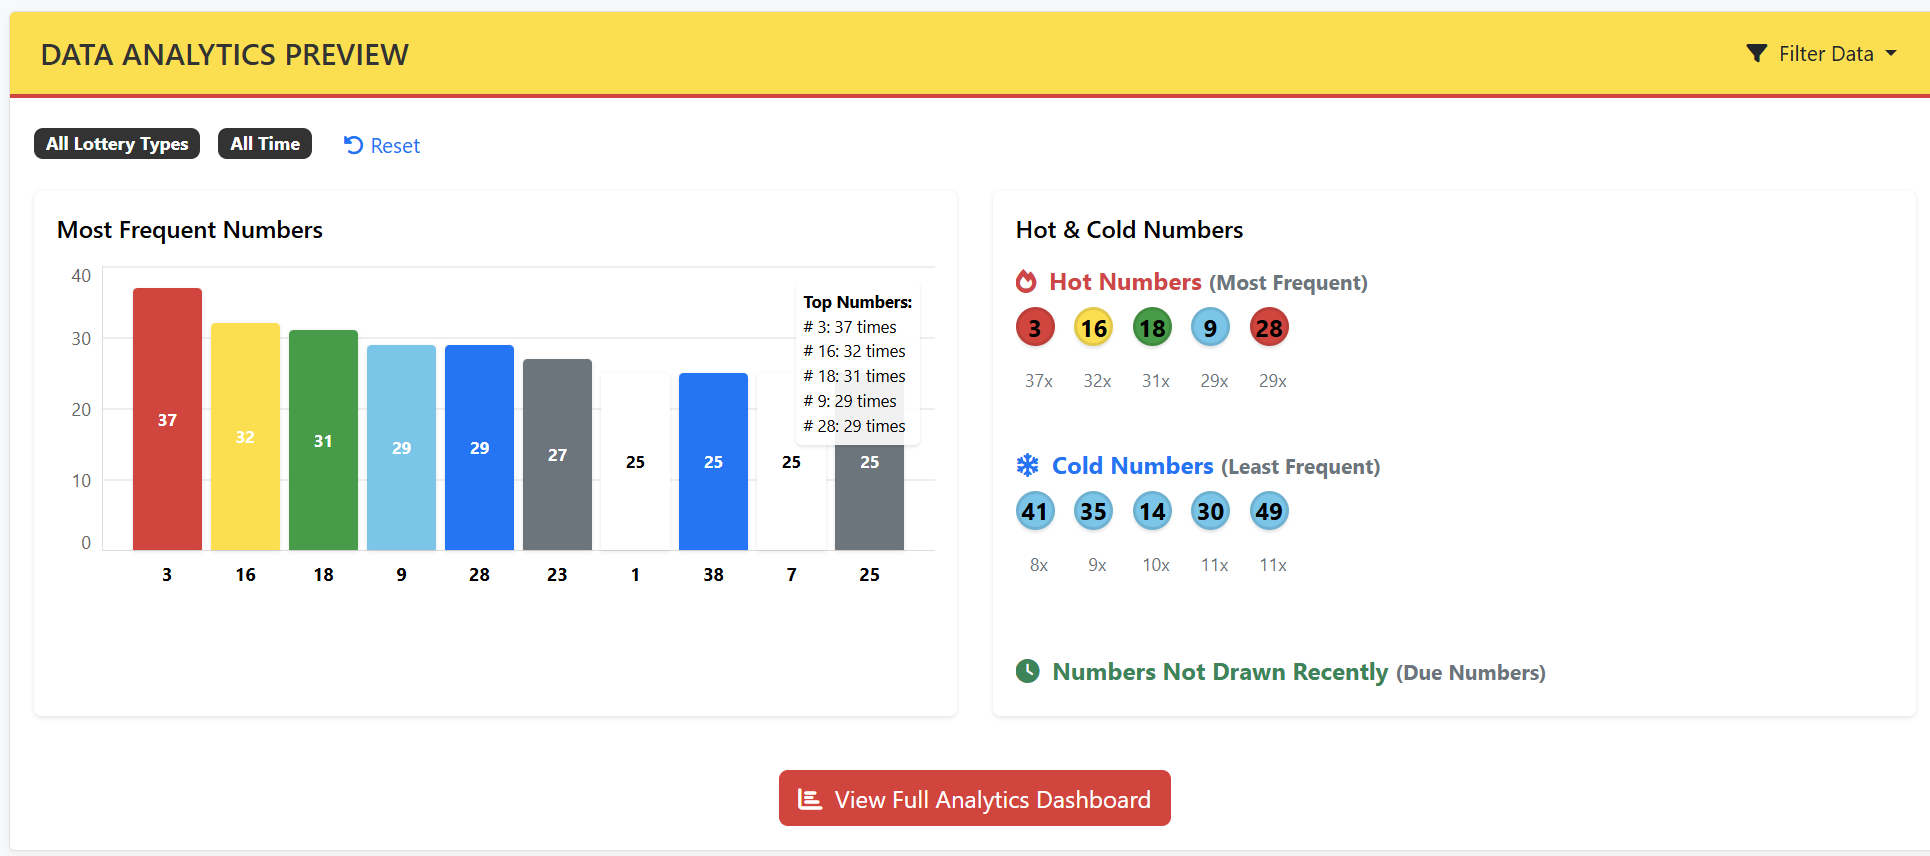 DATA ANALYTICS PREVIEW
Filter Data
All Lottery Types
All Time
Reset
Most Frequent Numbers
40
30
20
10
0
37
32
31
29
29
27
25
25
25
25
3
16
18
9
28
23
1
38
7
25
Top Numbers:
# 3: 37 times
# 16: 32 times
# 18: 31 times
# 9: 29 times
# 28: 29 times
Hot & Cold Numbers
Hot Numbers (Most Frequent)
3 16 18 9 28
37x 32x 31x 29x 29x
Cold Numbers (Least Frequent)
41 35 14 30 49
8x 9x 10x 11x 11x
Numbers Not Drawn Recently (Due Numbers)
View Full Analytics Dashboard